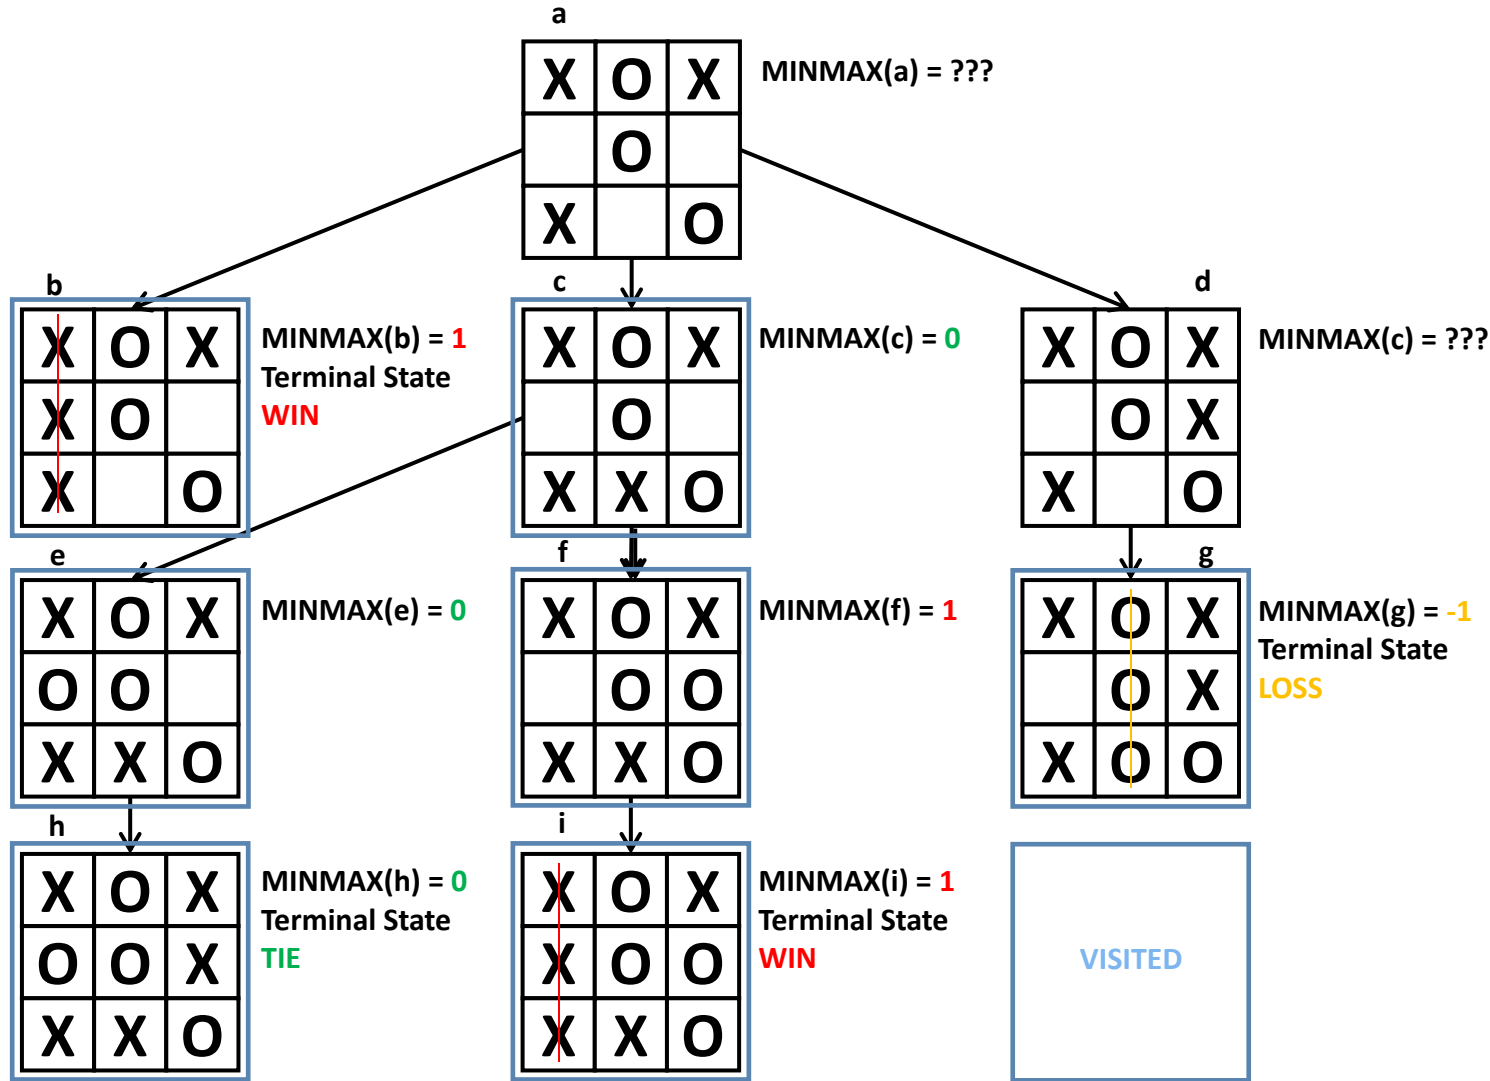 a
X O X
MINMAX(a) = ???
O
X O
b
c
d
X O X
MINMAX(b) = 1
Terminal State
WIN
X O
X O
X O X
MINMAX(c) = 0
O
X X O
X O X
MINMAX(c) = ???
O X
X O
e
f
g
X O X
MINMAX(e) = 0
O O
X X O
X O X
MINMAX(f) = 1
O O
X X O
X O X
MINMAX(g) = -1
Terminal State
LOSS
O X
X O O
h
i
X O X
MINMAX(h) = 0
Terminal State
TIE
O O X
X X O
X O X
MINMAX(i) = 1
Terminal State
WIN
X O O
X X O
VISITED